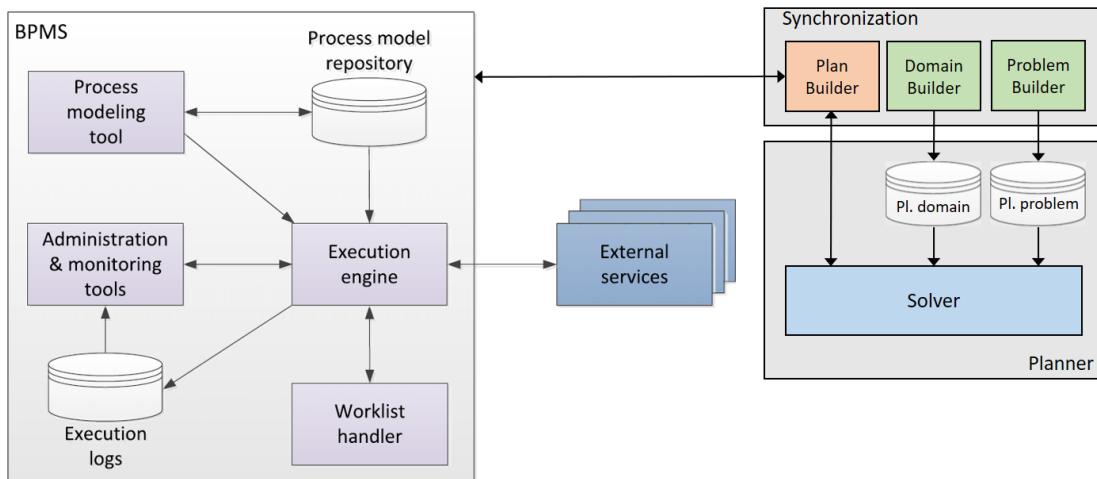 BPMS
Process model
repository
Process
modeling
tool
Administration
& monitoring
tools
Execution
engine
Execution
logs
Worklist
handler
External
services
Synchronization
Plan
Builder
Domain
Builder
Problem
Builder
Pl. domain
Pl. problem
Solver
Planner